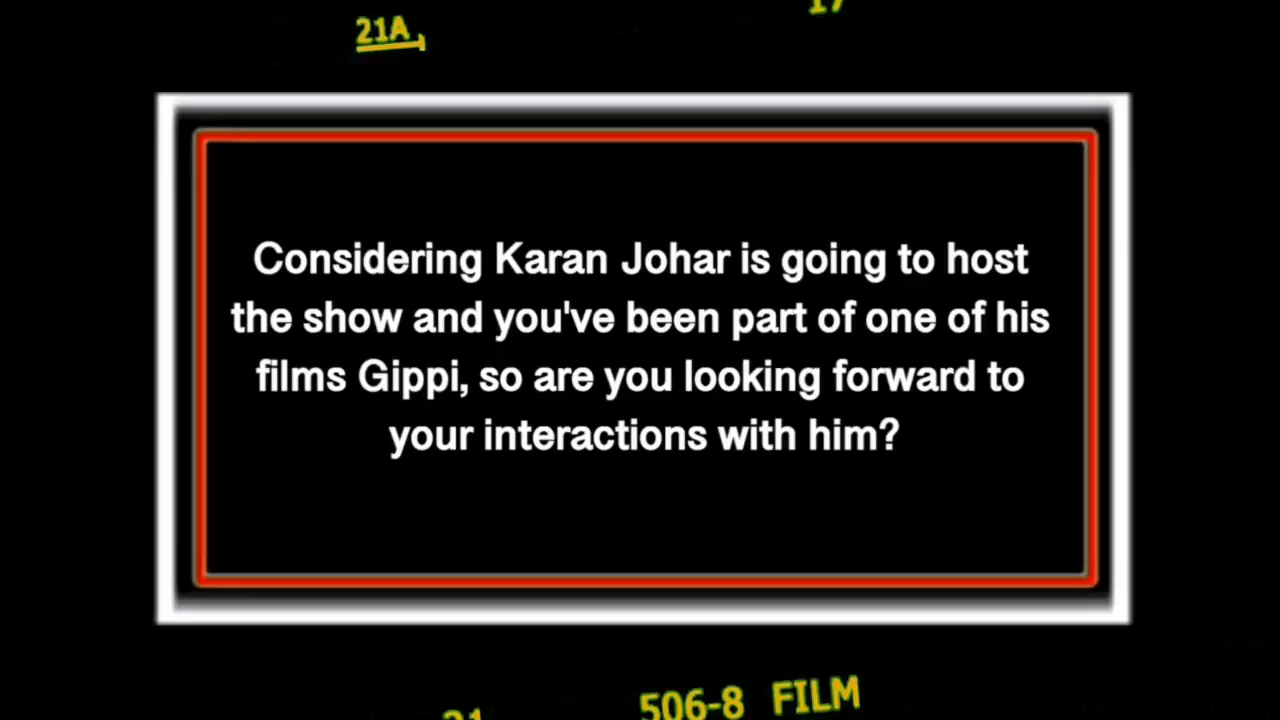 21A
17
Considering Karan Johar is going to host
the show and you've been part of one of his
films Gippi, so are you looking forward to
your interactions with him?
506-8 FILM
21